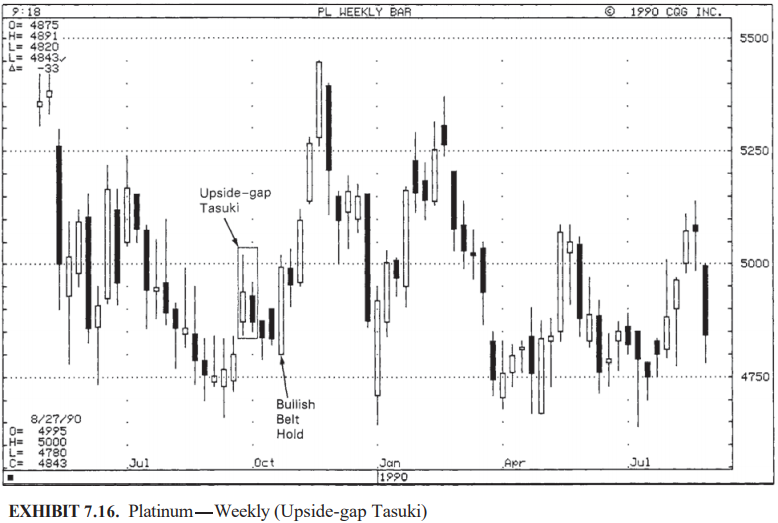 9:18 PL WEEKLY BAR © 1990 CQG INC.
O= 4875
H= 4891
L= 4820
L= 4843✓
Δ= -33
5500
5250
5000
4750
Upside-gap
Tasuki
Bullish
Belt
Hold
8/27/90
O= 4995
H= 5000
L= 4780
C= 4843
Jul Oct Jan Apr Jul
1990
EXHIBIT 7.16. Platinum—Weekly (Upside-gap Tasuki)